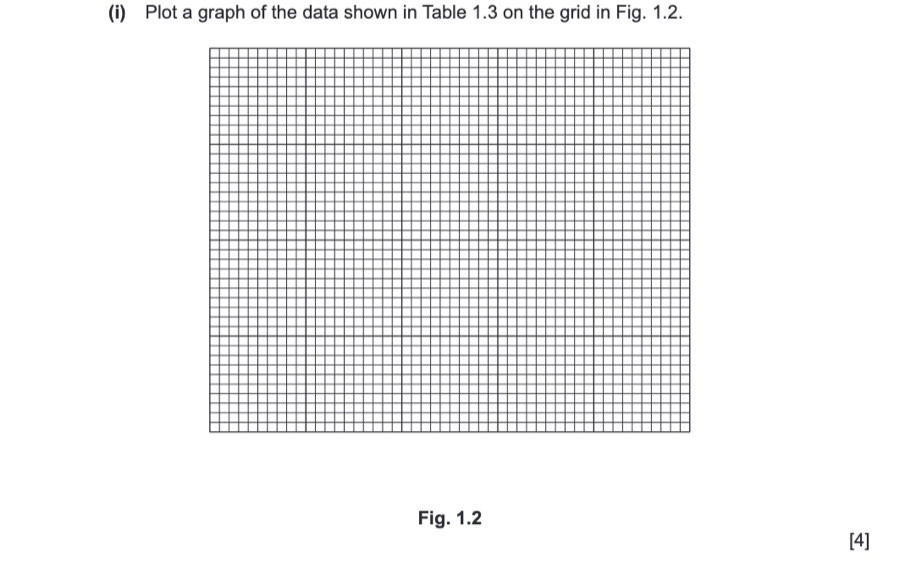 (i) Plot a graph of the data shown in Table 1.3 on the grid in Fig. 1.2.
Fig. 1.2
[4]